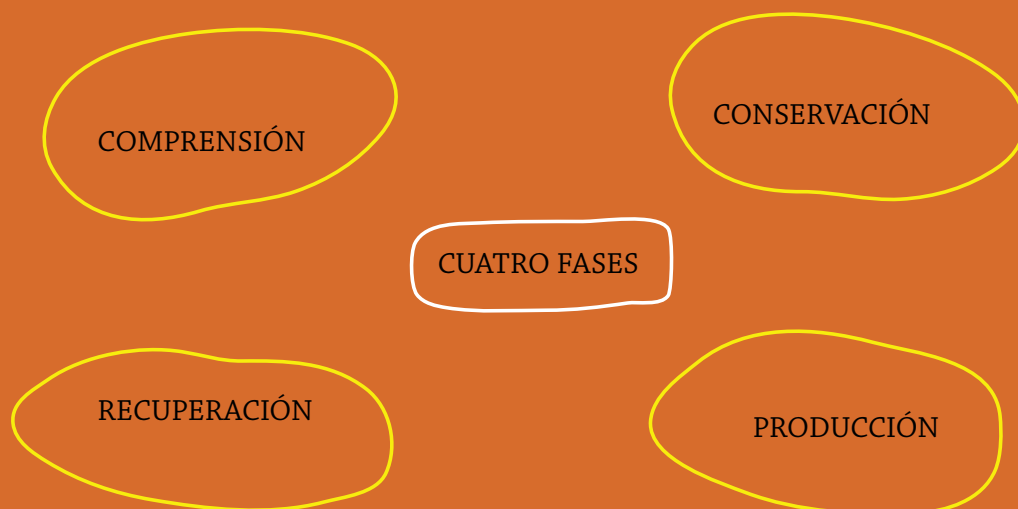 COMPRENSIÓN
CONSERVACIÓN
CUATRO FASES
RECUPERACIÓN
PRODUCCIÓN